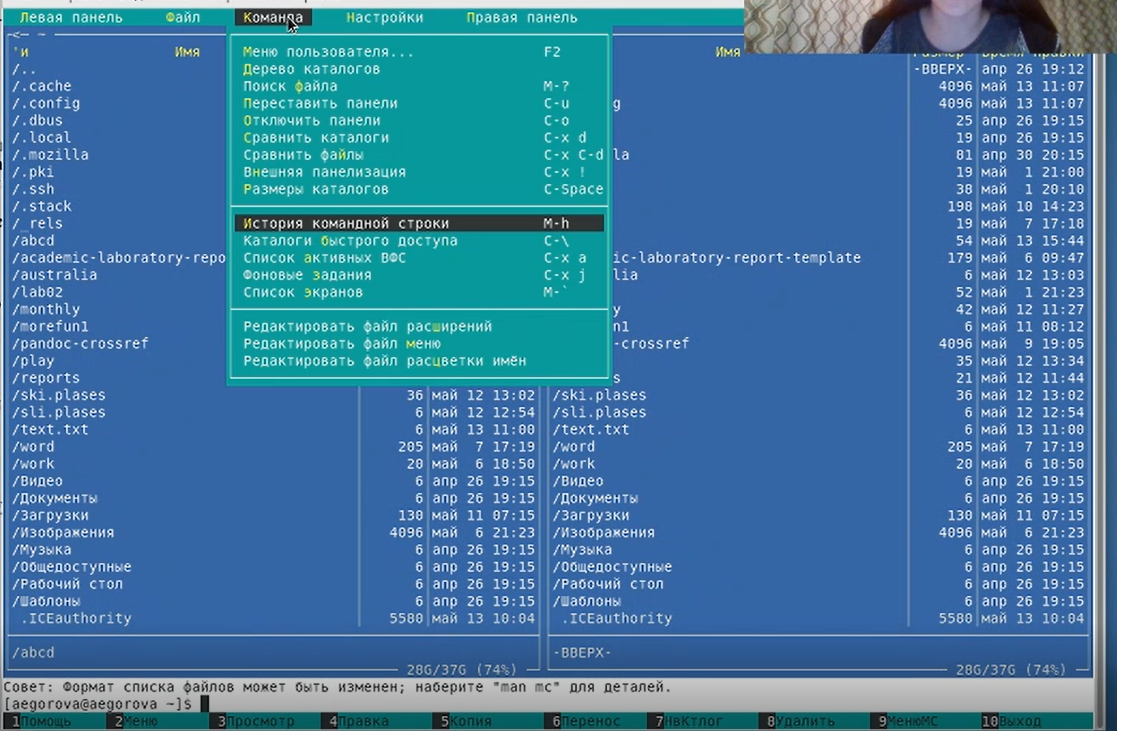 Левая панель Файл Команда Настройки Правая панель
<— ~
'и Имя Имя Размер Время правки
Меню пользователя... F2
Дерево каталогов
Поиск файла M-?
Переставить панели C-u
Отключить панели C-o
Сравнить каталоги C-x d
Сравнить файлы C-x C-d
Внешняя панелизация C-x !
Размеры каталогов C-Space
История командной строки M-h
Каталоги быстрого доступа C-\
Список активных ВФС C-x a
Фоновые задания C-x j
Список экранов M-`
Редактировать файл расширений
Редактировать файл меню
Редактировать файл расцветки имён
/.. -ВВЕРХ- апр 26 19:12
/.cache 4096 май 13 11:07
/.config g 4096 май 13 11:07
/.dbus 25 апр 26 19:15
/.local 19 апр 26 19:15
/.mozilla la 81 апр 30 20:15
/.pki 19 май 1 21:00
/.ssh 38 май 1 20:10
/.stack 198 май 10 14:23
/_rels 19 май 7 17:18
/abcd 54 май 13 15:44
/academic-laboratory-repo ic-laboratory-report-template 179 май 6 09:47
/australia lia 6 май 12 13:03
/lab02 52 май 1 21:23
/monthly y 42 май 12 11:27
/morefun1 n1 6 май 11 08:12
/pandoc-crossref -crossref 4096 май 9 19:05
/play 35 май 12 13:34
/reports s 21 май 12 11:44
/ski.plases 36 май 12 13:02 /ski.plases 36 май 12 13:02
/sli.plases 6 май 12 12:54 /sli.plases 6 май 12 12:54
/text.txt 6 май 13 11:00 /text.txt 6 май 13 11:00
/word 205 май 7 17:19 /word 205 май 7 17:19
/work 20 май 6 18:50 /work 20 май 6 18:50
/Видео 6 апр 26 19:15 /Видео 6 апр 26 19:15
/Документы 6 апр 26 19:15 /Документы 6 апр 26 19:15
/Загрузки 130 май 11 07:15 /Загрузки 130 май 11 07:15
/Изображения 4096 май 6 21:23 /Изображения 4096 май 6 21:23
/Музыка 6 апр 26 19:15 /Музыка 6 апр 26 19:15
/Общедоступные 6 апр 26 19:15 /Общедоступные 6 апр 26 19:15
/Рабочий стол 6 апр 26 19:15 /Рабочий стол 6 апр 26 19:15
/Шаблоны 6 апр 26 19:15 /Шаблоны 6 апр 26 19:15
.ICEauthority 5580 май 13 10:04 .ICEauthority 5580 май 13 10:04
/abcd -ВВЕРХ-
28G/37G (74%) 28G/37G (74%)
Совет: Формат списка файлов может быть изменен; наберите "man mc" для деталей.
[aegorova@aegorova ~]$
1Помощь 2Меню 3Просмотр 4Правка 5Копия 6Перенос 7НвКтлог 8Удалить 9МенюMC 10Выход